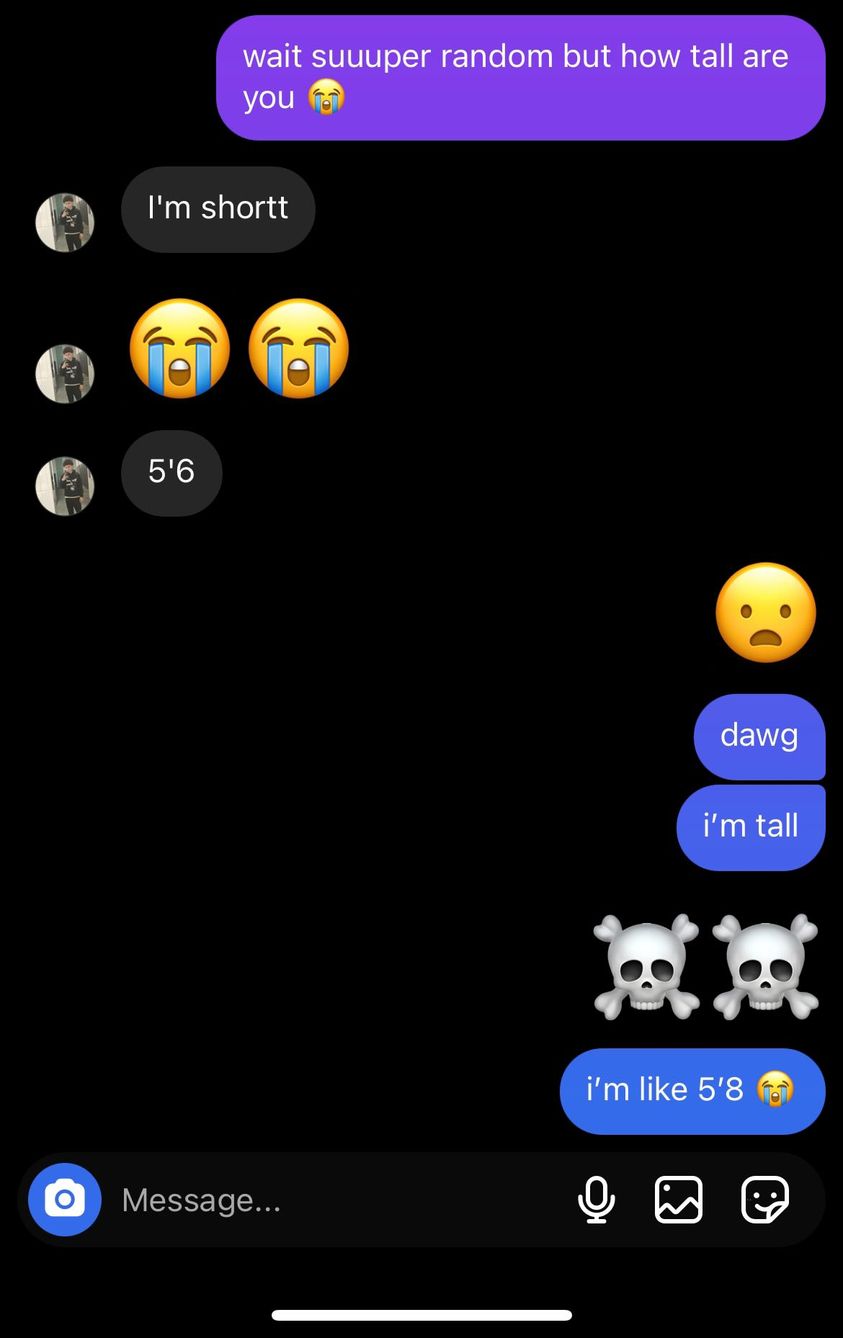 wait suuuper random but how tall are
you 😭
I'm shortt
😭😭
5'6
😦
dawg
i’m tall
☠️☠️
i’m like 5’8 😭
Message...